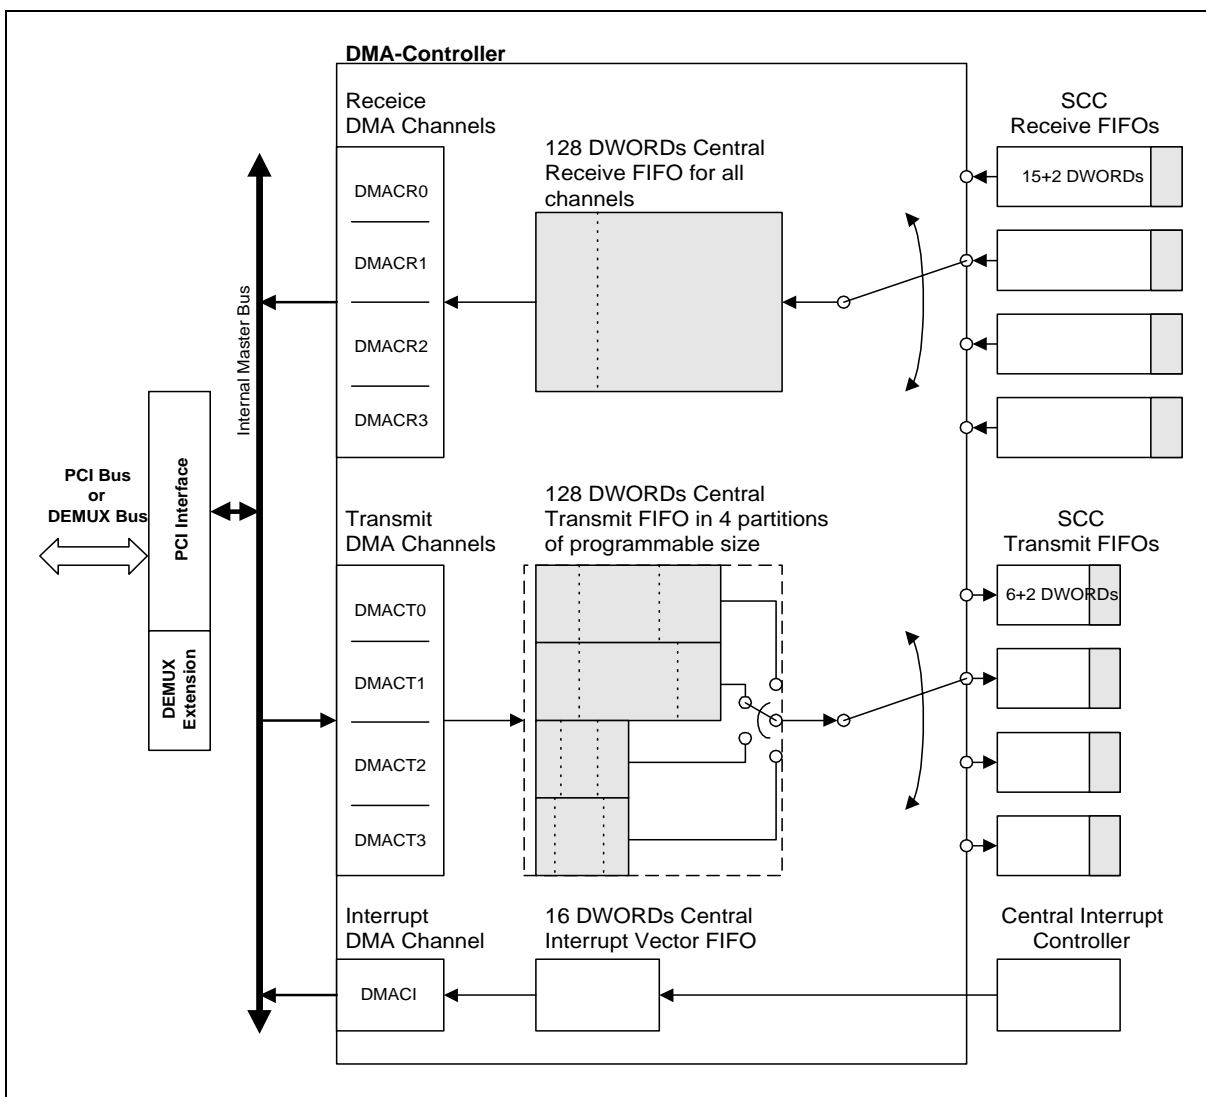 DMA-Controller
Receice
DMA Channels
DMACR0
DMACR1
DMACR2
DMACR3
128 DWORDs Central
Receive FIFO for all
channels
SCC
Receive FIFOs
15+2 DWORDs
Internal Master Bus
PCI Bus
or
DEMUX Bus
PCI Interface
DEMUX
Extension
Transmit
DMA Channels
DMACT0
DMACT1
DMACT2
DMACT3
128 DWORDs Central
Transmit FIFO in 4 partitions
of programmable size
SCC
Transmit FIFOs
6+2 DWORDs
Interrupt
DMA Channel
DMACI
16 DWORDs Central
Interrupt Vector FIFO
Central Interrupt
Controller